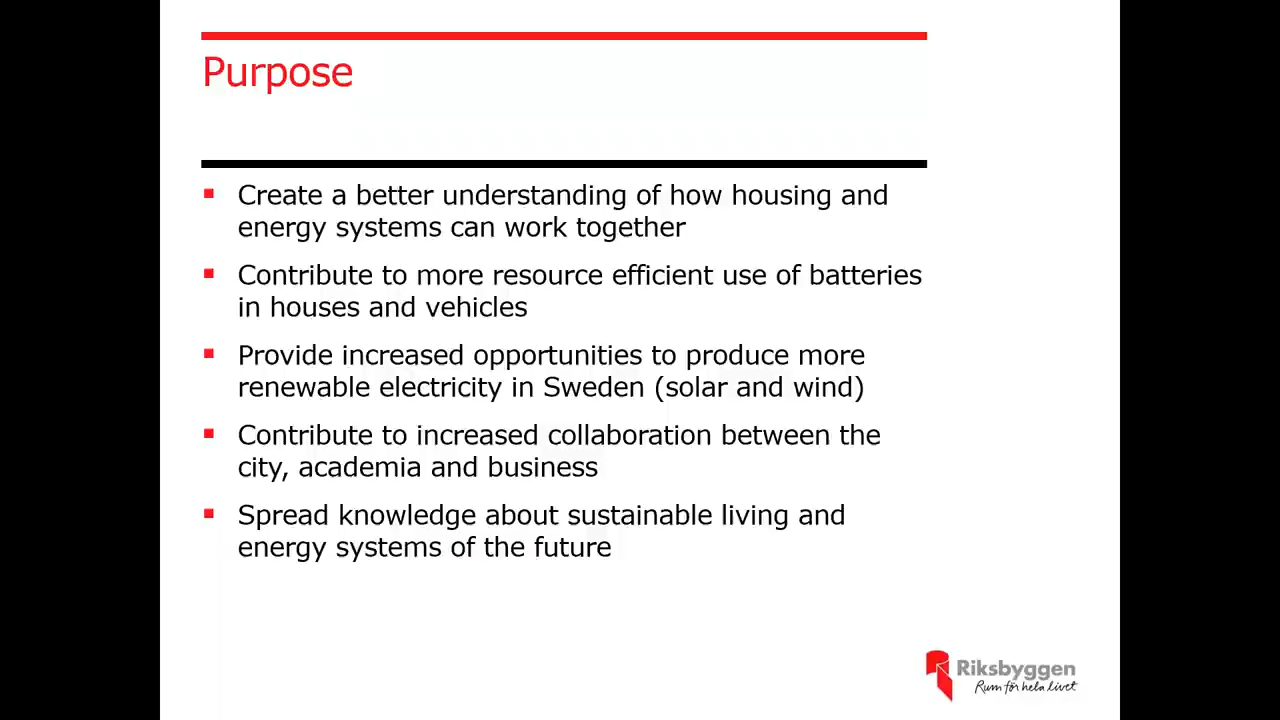 Purpose
Create a better understanding of how housing and
energy systems can work together
Contribute to more resource efficient use of batteries
in houses and vehicles
Provide increased opportunities to produce more
renewable electricity in Sweden (solar and wind)
Contribute to increased collaboration between the
city, academia and business
Spread knowledge about sustainable living and
energy systems of the future
Riksbyggen
Rum för hela livet